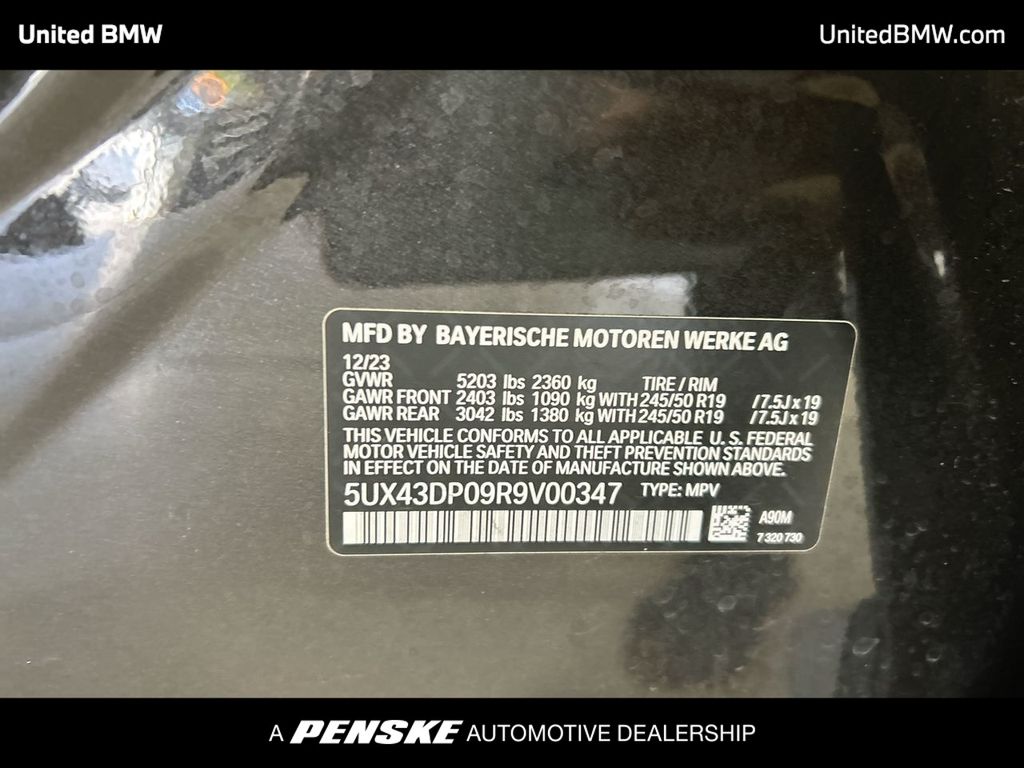 United BMW
UnitedBMW.com
MFD BY BAYERISCHE MOTOREN WERKE AG
12/23
GVWR 5203 lbs 2360 kg TIRE / RIM
GAWR FRONT 2403 lbs 1090 kg WITH 245/50 R19 /7.5J x 19
GAWR REAR 3042 lbs 1380 kg WITH 245/50 R19 /7.5J x 19
THIS VEHICLE CONFORMS TO ALL APPLICABLE U. S. FEDERAL
MOTOR VEHICLE SAFETY AND THEFT PREVENTION STANDARDS
IN EFFECT ON THE DATE OF MANUFACTURE SHOWN ABOVE.
5UX43DP09R9V00347 TYPE: MPV
A90M
7 320 730
A PENSKE AUTOMOTIVE DEALERSHIP